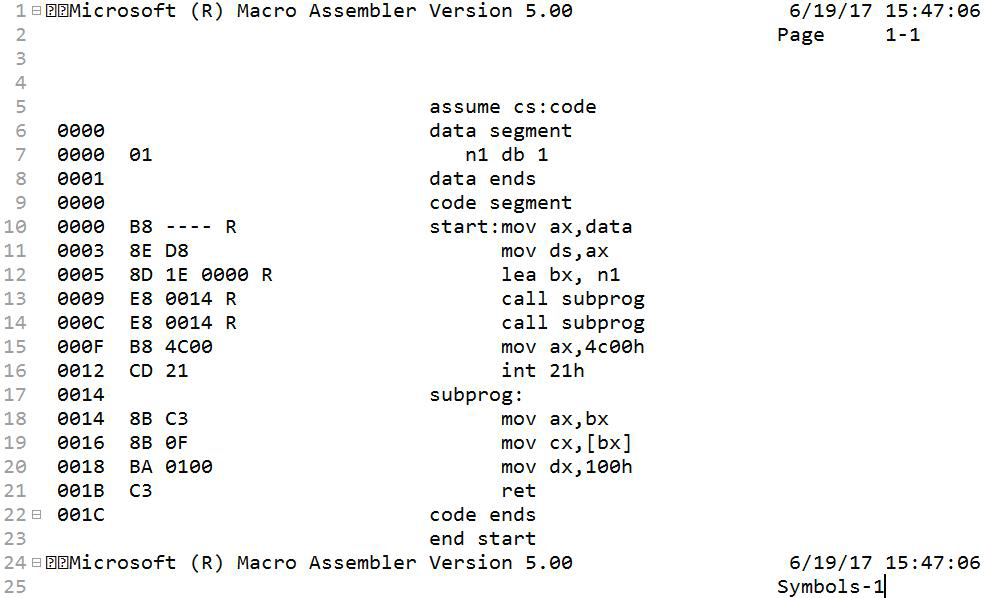 1 Microsoft (R) Macro Assembler Version 5.00 6/19/17 15:47:06
2 Page 1-1
3
4
5 assume cs:code
6 0000 data segment
7 0000 01 n1 db 1
8 0001 data ends
9 0000 code segment
10 0000 B8 ---- R start:mov ax,data
11 0003 8E D8 mov ds,ax
12 0005 8D 1E 0000 R lea bx, n1
13 0009 E8 0014 R call subprog
14 000C E8 0014 R call subprog
15 000F B8 4C00 mov ax,4c00h
16 0012 CD 21 int 21h
17 0014 subprog:
18 0014 8B C3 mov ax,bx
19 0016 8B 0F mov cx,[bx]
20 0018 BA 0100 mov dx,100h
21 001B C3 ret
22 001C code ends
23 end start
24 Microsoft (R) Macro Assembler Version 5.00 6/19/17 15:47:06
25 Symbols-1